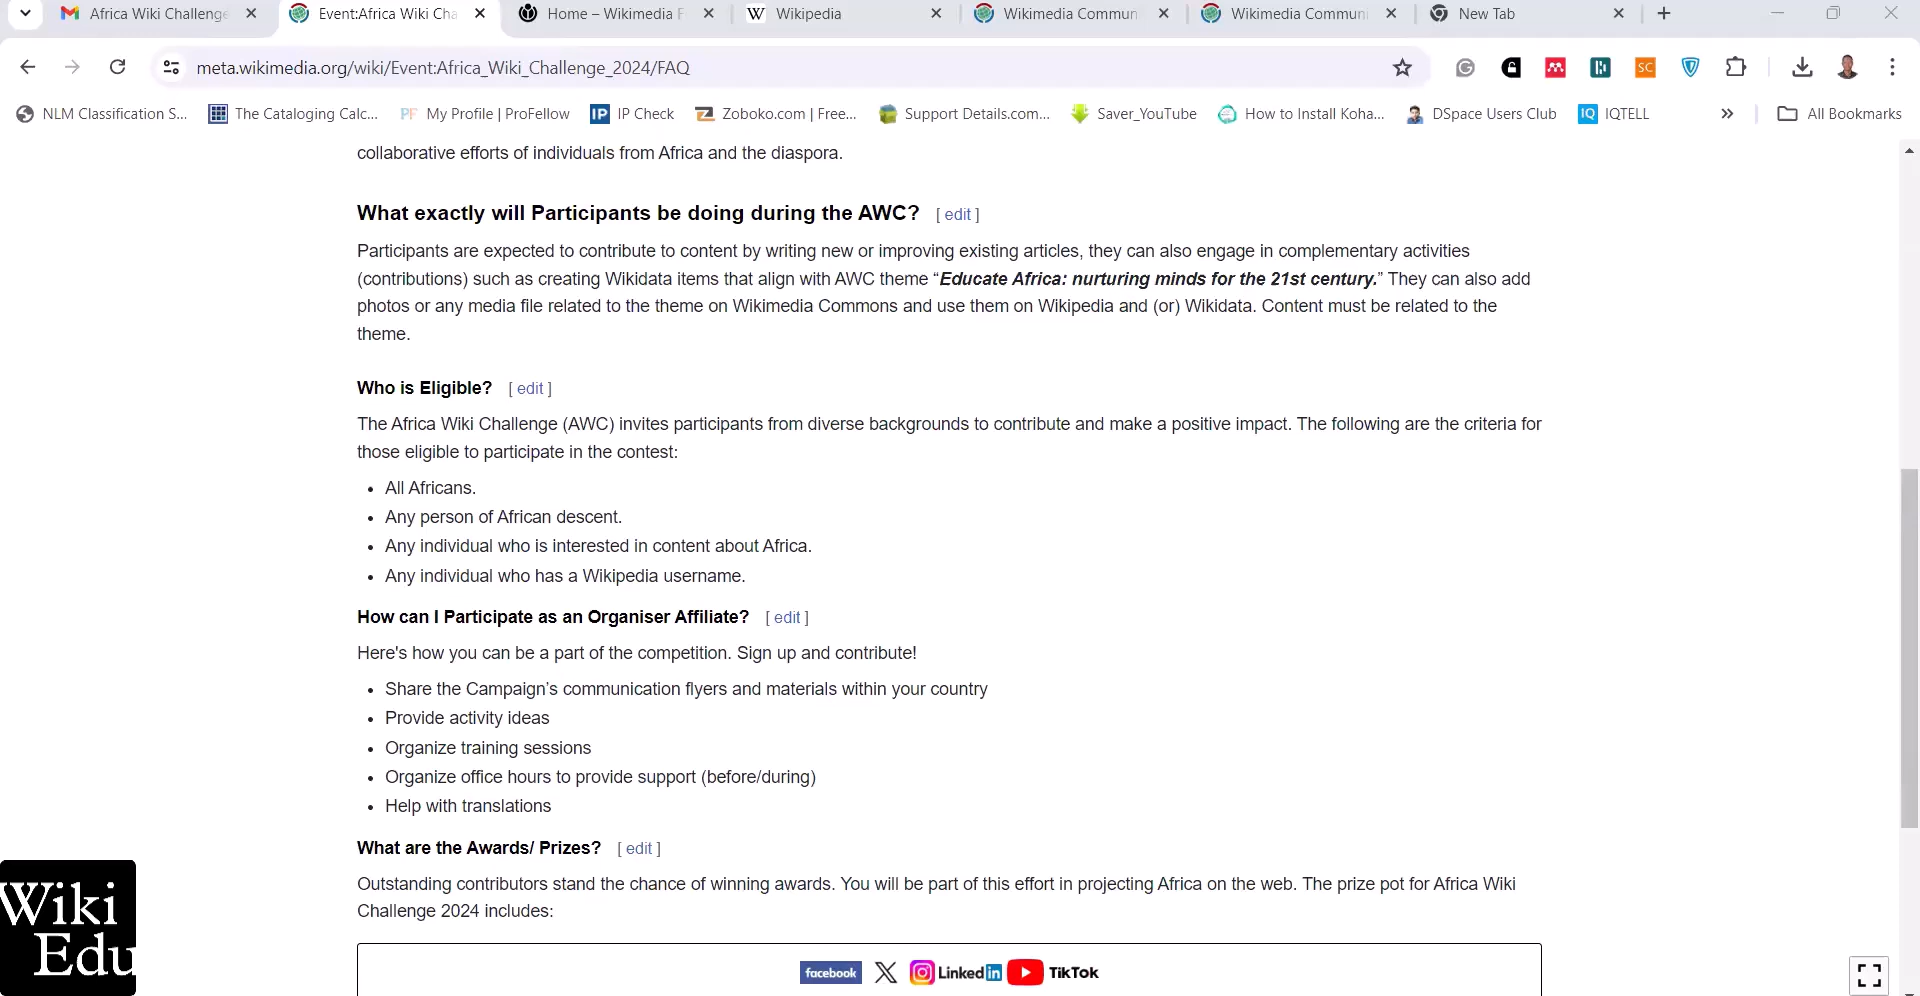 Africa Wiki Challenge
Event:Africa Wiki Cha
Home – Wikimedia F
Wikipedia
Wikimedia Commun
Wikimedia Commun
New Tab
meta.wikimedia.org/wiki/Event:Africa_Wiki_Challenge_2024/FAQ
NLM Classification S...
The Cataloging Calc...
PF My Profile | ProFellow
IP IP Check
Zoboko.com | Free...
Support Details.com...
Saver_YouTube
How to Install Koha...
DSpace Users Club
IQ IQTELL
All Bookmarks
collaborative efforts of individuals from Africa and the diaspora.
What exactly will Participants be doing during the AWC? [ edit ]
Participants are expected to contribute to content by writing new or improving existing articles, they can also engage in complementary activities
(contributions) such as creating Wikidata items that align with AWC theme “Educate Africa: nurturing minds for the 21st century.” They can also add
photos or any media file related to the theme on Wikimedia Commons and use them on Wikipedia and (or) Wikidata. Content must be related to the
theme.
Who is Eligible? [ edit ]
The Africa Wiki Challenge (AWC) invites participants from diverse backgrounds to contribute and make a positive impact. The following are the criteria for
those eligible to participate in the contest:
• All Africans.
• Any person of African descent.
• Any individual who is interested in content about Africa.
• Any individual who has a Wikipedia username.
How can I Participate as an Organiser Affiliate? [ edit ]
Here's how you can be a part of the competition. Sign up and contribute!
• Share the Campaign’s communication flyers and materials within your country
• Provide activity ideas
• Organize training sessions
• Organize office hours to provide support (before/during)
• Help with translations
What are the Awards/ Prizes? [ edit ]
Outstanding contributors stand the chance of winning awards. You will be part of this effort in projecting Africa on the web. The prize pot for Africa Wiki
Challenge 2024 includes:
Wiki
Edu
facebook X LinkedIn TikTok